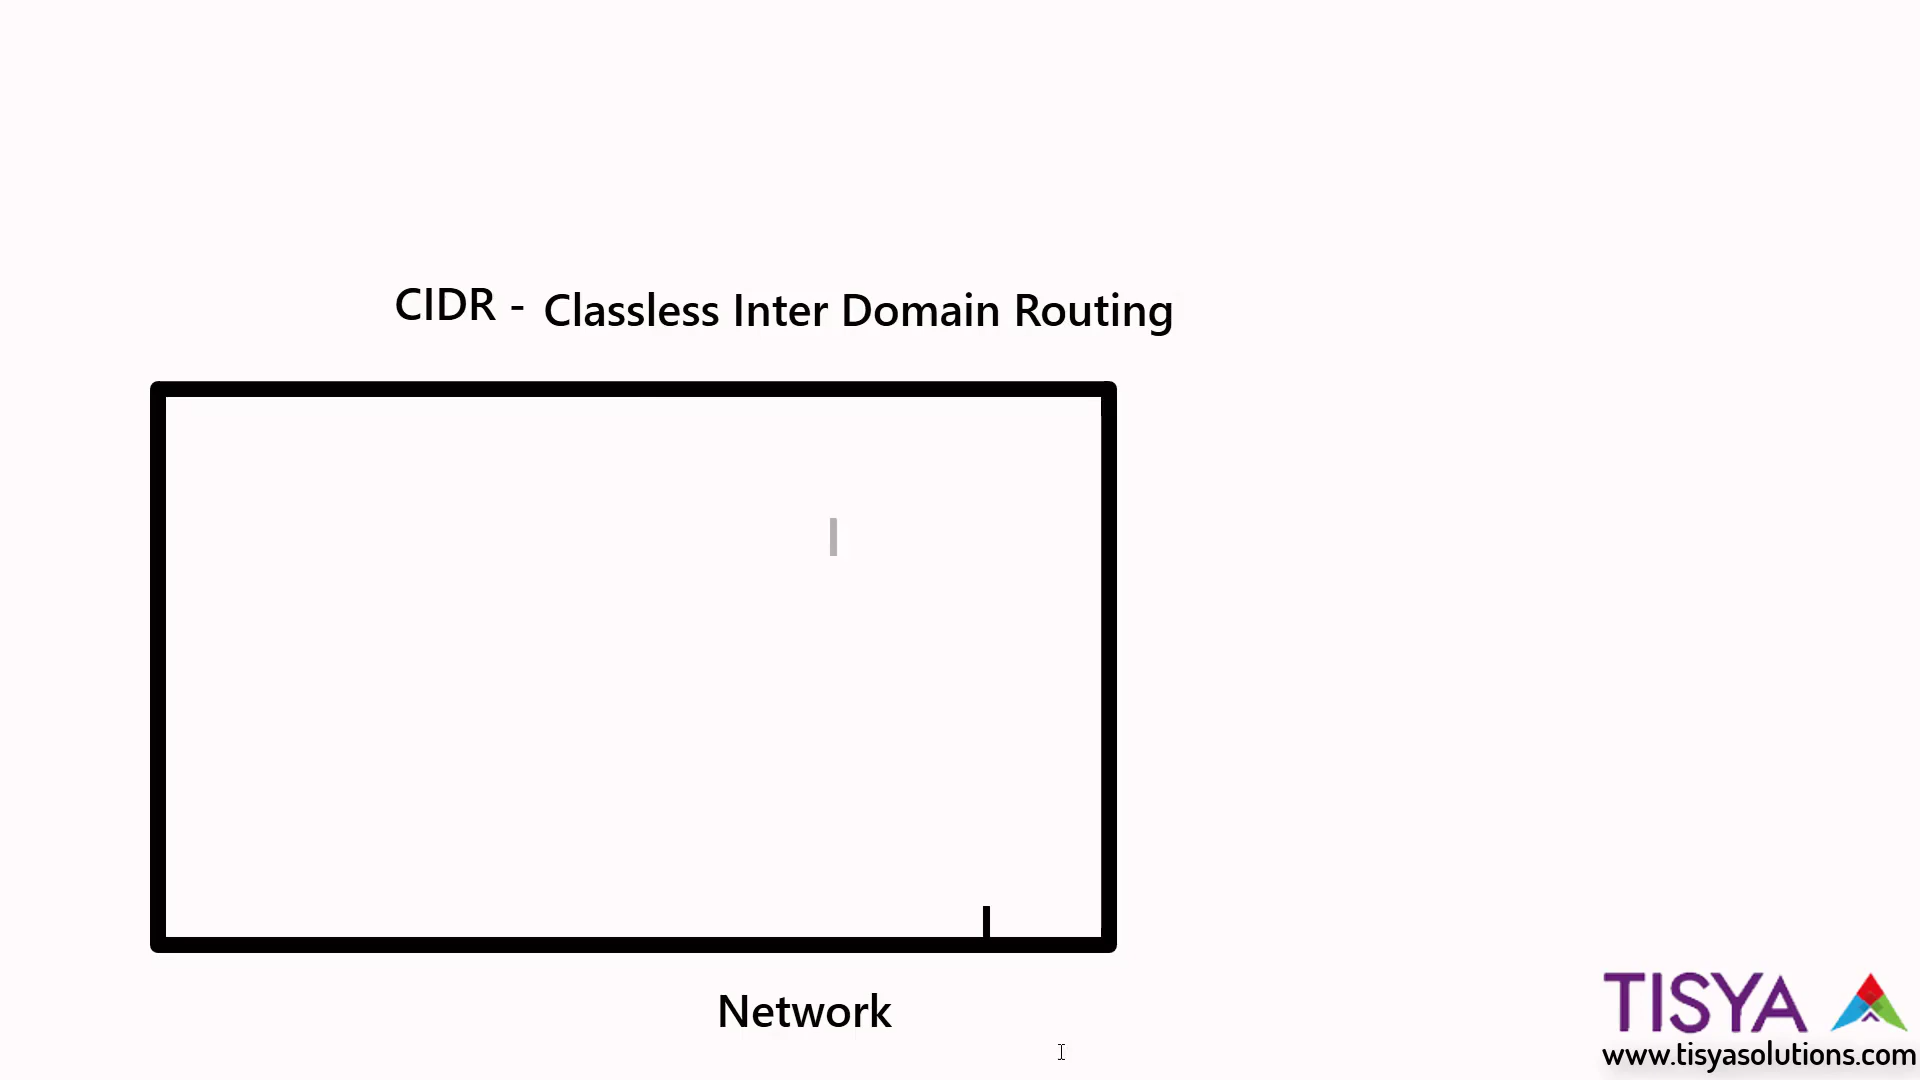 CIDR - Classless Inter Domain Routing
Network
TISYA
www.tisyasolutions.com